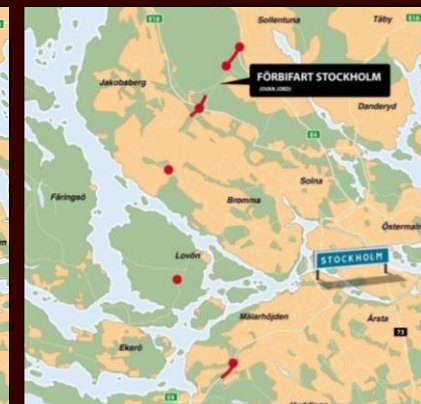 E18
Sollentuna
Täby
E18
Jakobsberg
FÖRBIFART STOCKHOLM
(OVAN JORD)
Danderyd
E4
Solna
Färingsö
Bromma
Östermalm
Lovön
STOCKHOLM
Mälarhöjden
Årsta
73
Ekerö
E4